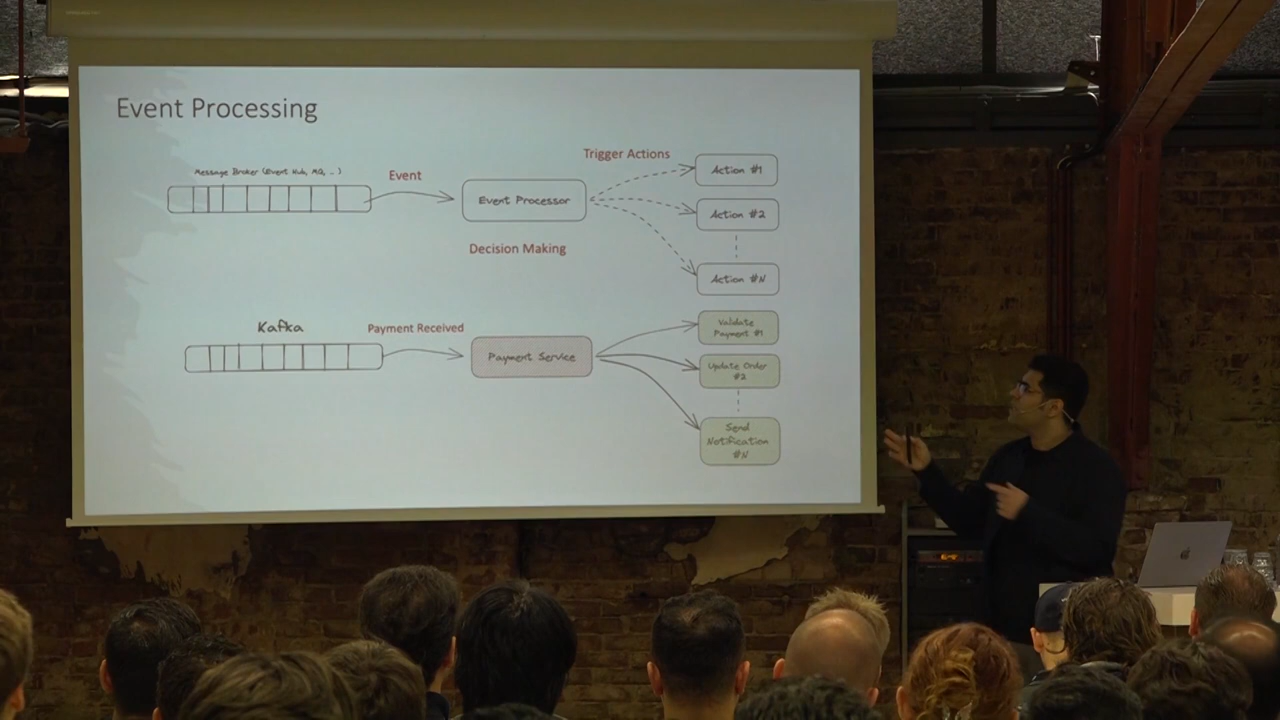 Event Processing
Trigger Actions
Message Broker (Event Hub, MQ, ..)
Event
Event Processor
Action #1
Action #2
Decision Making
Action #N
Kafka
Payment Received
Payment Service
Validate
Payment #1
Update Order
#2
Send
Notification
#N